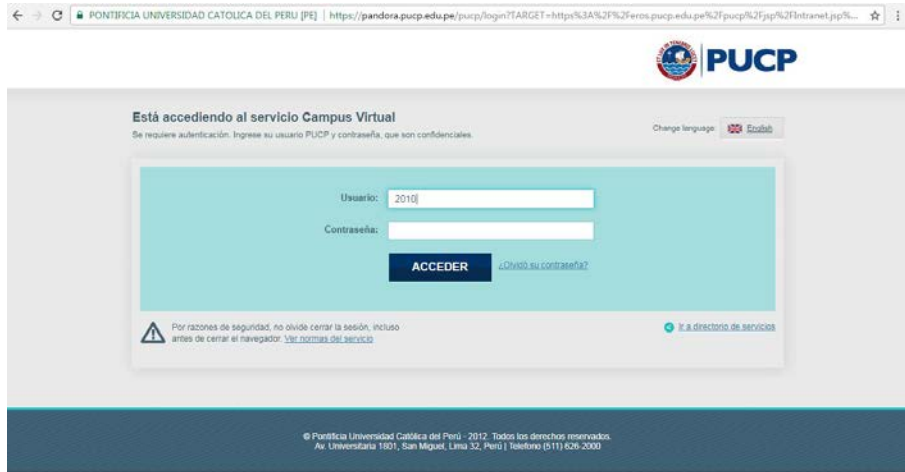 PONTIFICIA UNIVERSIDAD CATOLICA DEL PERU [PE] | https://pandora.pucp.edu.pe/pucp/login?TARGET=https%3A%2F%2Feros.pucp.edu.pe%2Fpucp%2Fjsp%2FIntranet.jsp%...
PUCP
Está accediendo al servicio Campus Virtual
Se requiere autenticación. Ingrese su usuario PUCP y contraseña, que son confidenciales.
Change language: English
Usuario: 2010
Contraseña:
ACCEDER ¿Olvidó su contraseña?
Por razones de seguridad, no olvide cerrar la sesión, incluso
antes de cerrar el navegador. Ver normas del servicio
Ir a directorio de servicios
© Pontificia Universidad Católica del Perú - 2012. Todos los derechos reservados.
Av. Universitaria 1801, San Miguel, Lima 32, Perú | Telefono (511) 626-2000